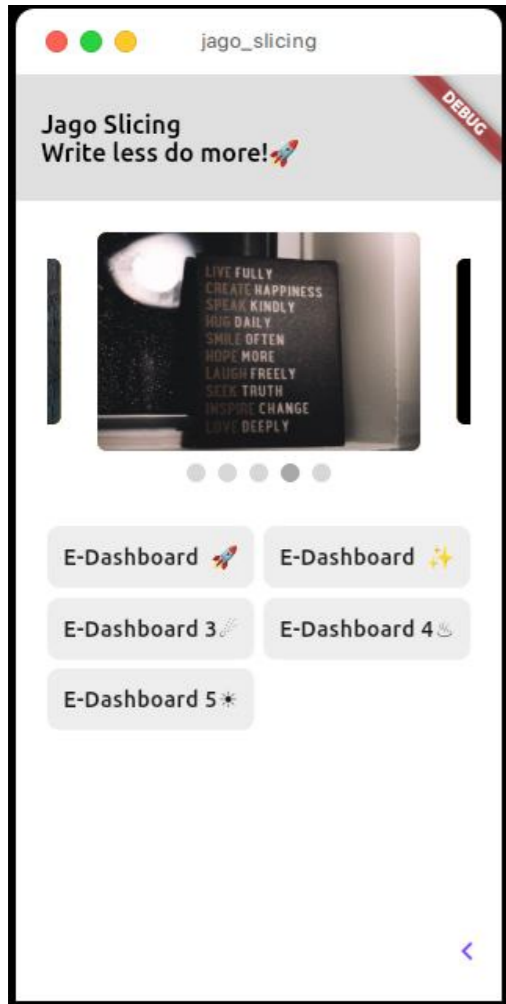 jago_slicing
DEBUG
Jago Slicing
Write less do more!🚀
LIVE FULLY
CREATE HAPPINESS
SPEAK KINDLY
HUG DAILY
SMILE OFTEN
HOPE MORE
LAUGH FREELY
SEEK TRUTH
INSPIRE CHANGE
LOVE DEEPLY
E-Dashboard 🚀
E-Dashboard ✨
E-Dashboard 3☄
E-Dashboard 4♨
E-Dashboard 5☀